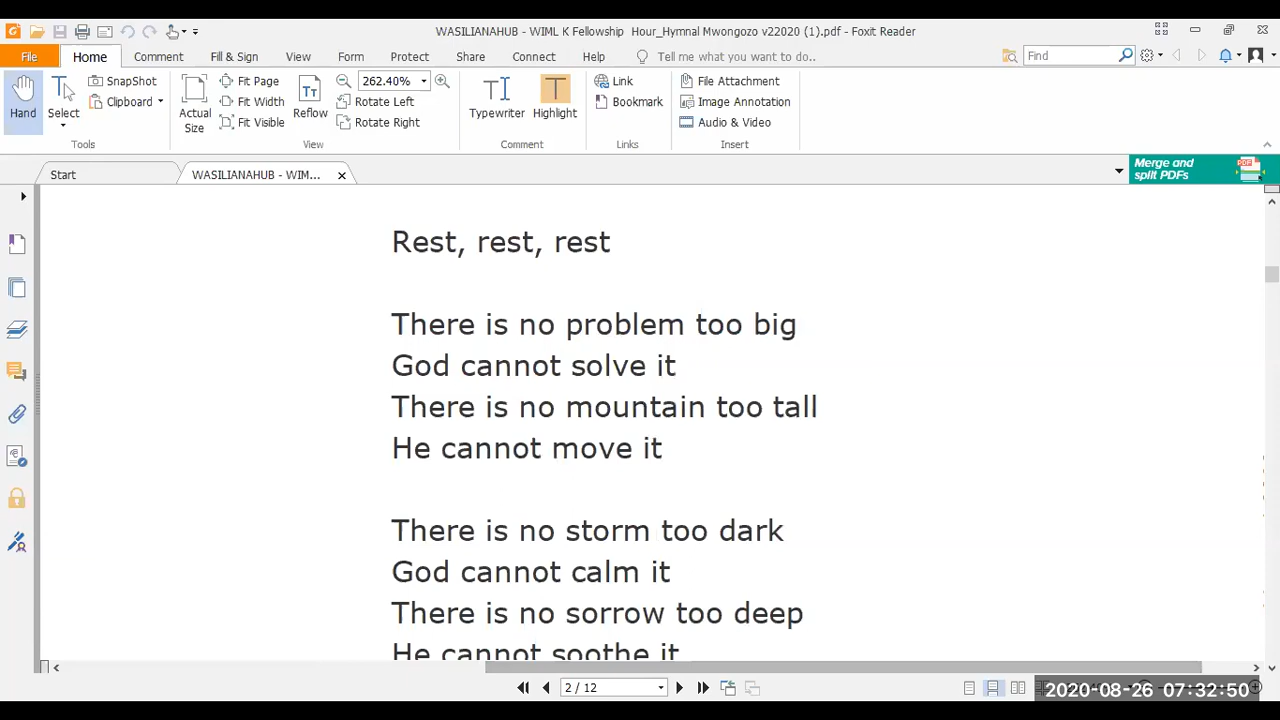 WASILIANAHUB - WIML K Fellowship Hour_Hymnal Mwongozo v22020 (1).pdf - Foxit Reader
File Home Comment Fill & Sign View Form Protect Share Connect Help Tell me what you want to do.. Find
Hand Select SnapShot Clipboard Actual Size Fit Page Fit Width Fit Visible Reflow 262.40% Rotate Left Rotate Right Typewriter Highlight Link Bookmark File Attachment Image Annotation Audio & Video
Tools View Comment Links Insert
Start WASILIANAHUB - WIM... Merge and
split PDFs
Rest, rest, rest
There is no problem too big
God cannot solve it
There is no mountain too tall
He cannot move it
There is no storm too dark
God cannot calm it
There is no sorrow too deep
He cannot soothe it
2 / 12
2020-08-26 07:32:50